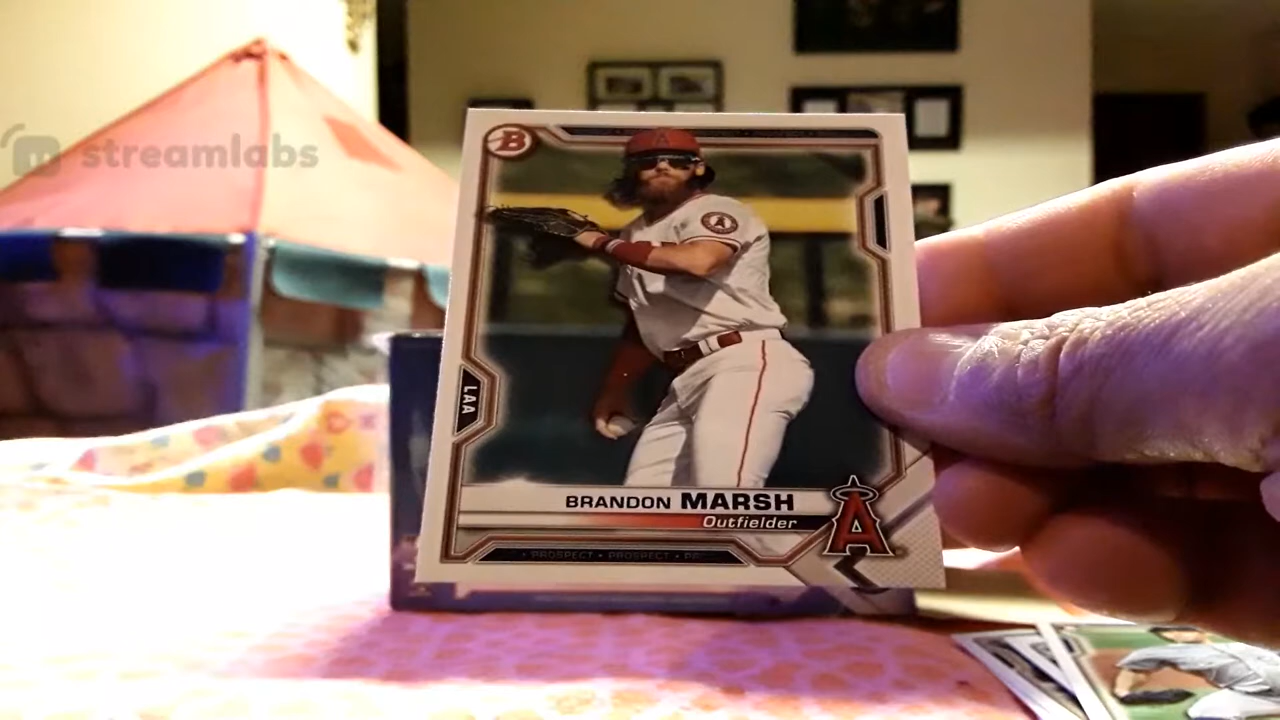 streamlabs
B
LAA
BRANDON MARSH
Outfielder
A
• PROSPECT • PROSPECT • PR